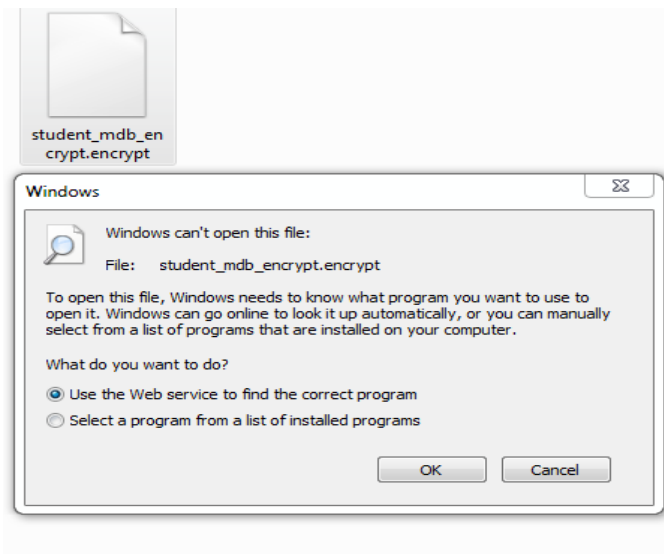 student_mdb_en
crypt.encrypt
Windows
Windows can't open this file:
File: student_mdb_encrypt.encrypt
To open this file, Windows needs to know what program you want to use to
open it. Windows can go online to look it up automatically, or you can manually
select from a list of programs that are installed on your computer.
What do you want to do?
Use the Web service to find the correct program
Select a program from a list of installed programs
OK Cancel